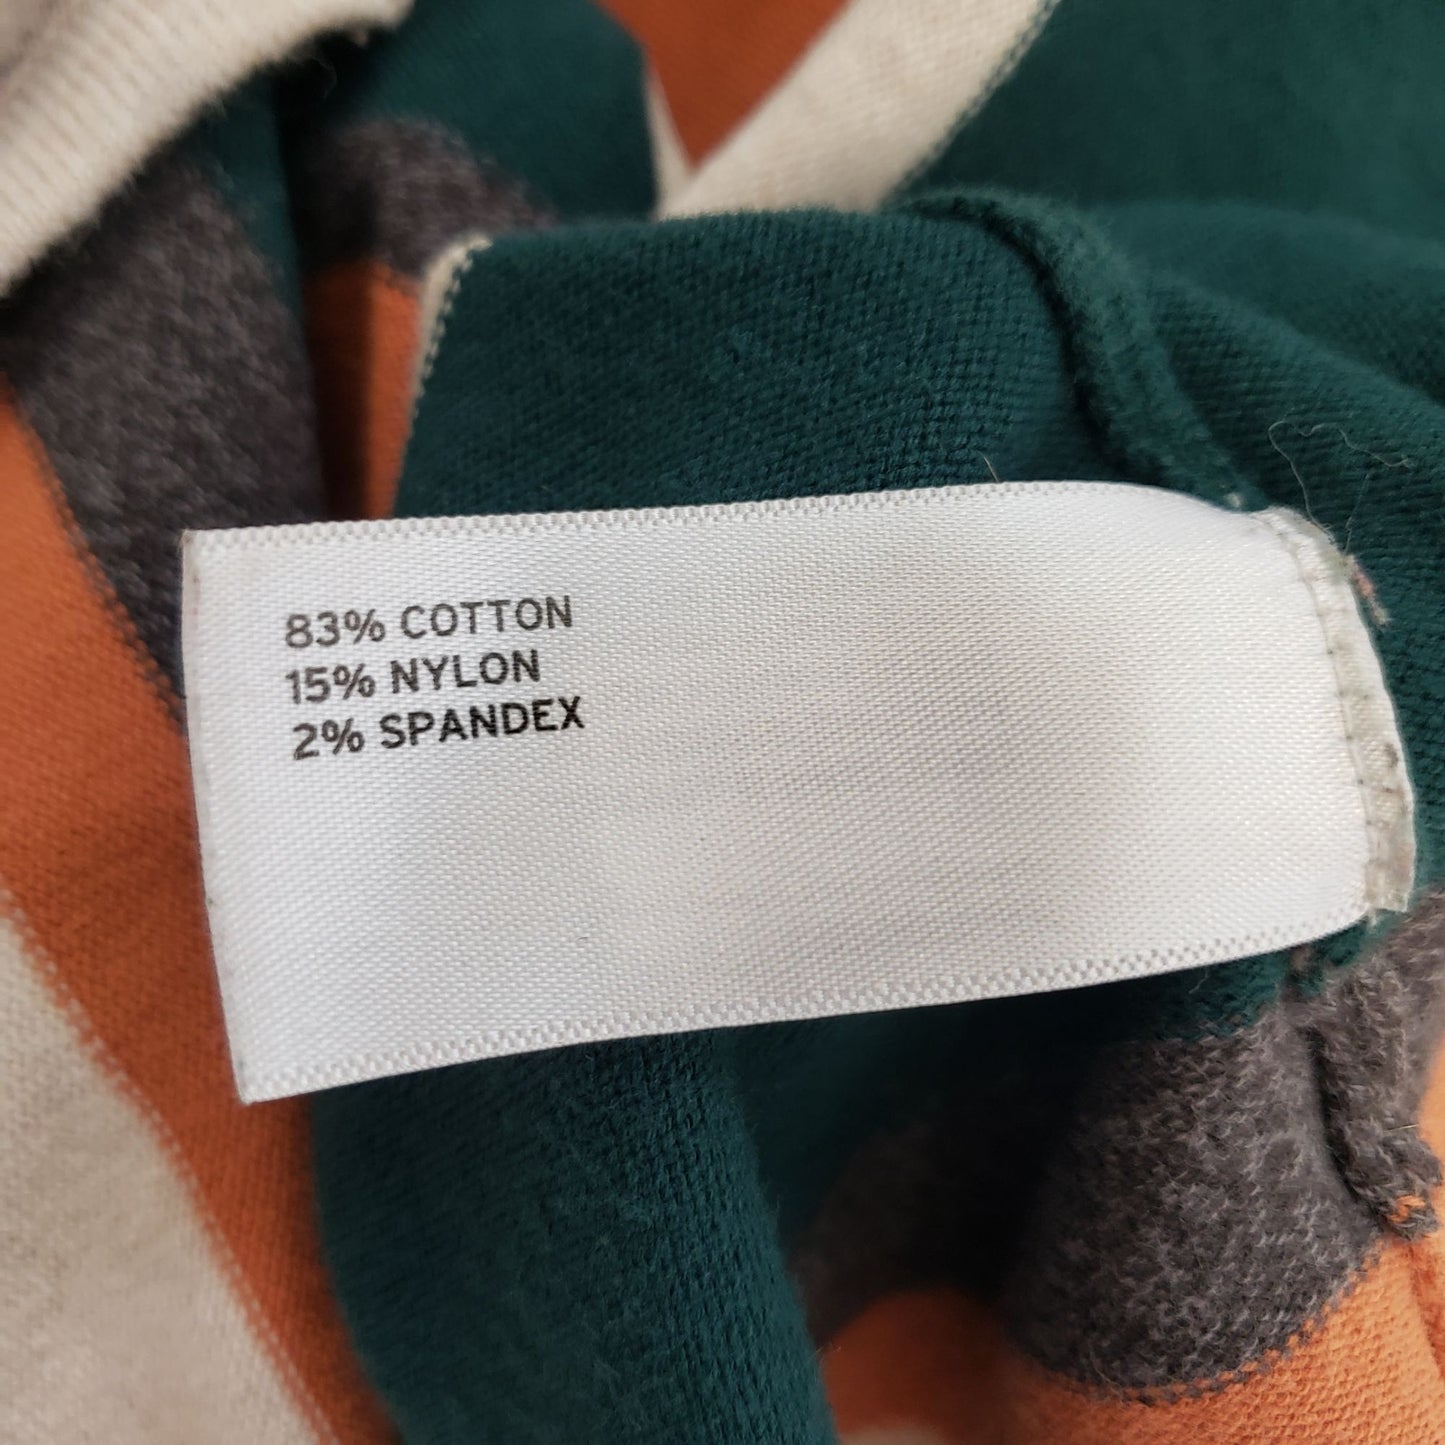 83% COTTON
15% NYLON
2% SPANDEX